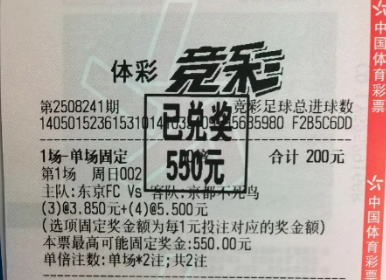 体彩 竞彩
第2508241期 竞彩足球总进球数
已兑奖
550元
1场-单场固定 合计 200元
第1场 周日002
主队:东京FC Vs 客队:京都不死鸟
(3)@3.850元+(4)@5.500元
(选项固定奖金额为每1元投注对应的奖金额)
本票最高可能固定奖金:550.00元
单倍注数:单场*2注;共2注
中国体育彩票
中国体育彩票